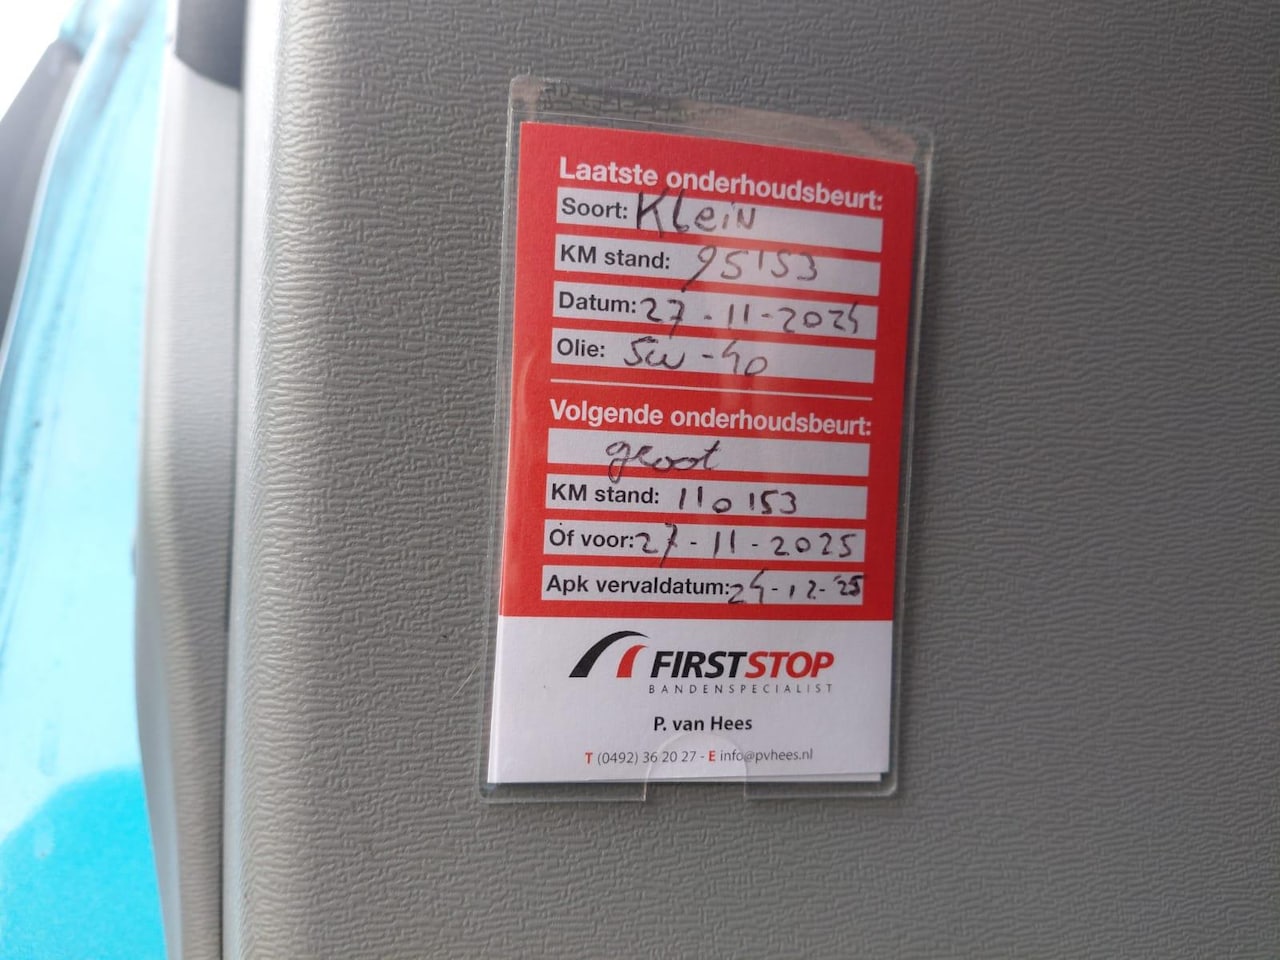 Laatste onderhoudsbeurt:
Soort: Klein
KM stand: 95153
Datum: 27-11-2024
Olie: 5w-40
Volgende onderhoudsbeurt:
groot
KM stand: 110153
Of voor: 27-11-2025
Apk vervaldatum: 24-12-'25
FIRSTSTOP
BANDENSPECIALIST
P. van Hees
T (0492) 36 20 27 - E info@pvhees.nl